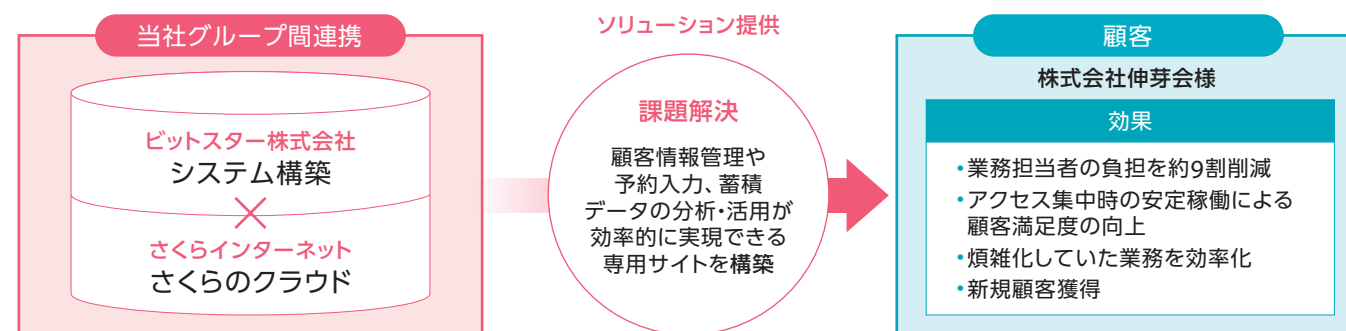 当社グループ間連携
ビットスター株式会社
システム構築
×
さくらインターネット
さくらのクラウド
ソリューション提供
課題解決
顧客情報管理や
予約入力、蓄積
データの分析・活用が
効率的に実現できる
専用サイトを構築
顧客
株式会社伸芽会様
効果
・業務担当者の負担を約9割削減
・アクセス集中時の安定稼働による
顧客満足度の向上
・煩雑化していた業務を効率化
・新規顧客獲得